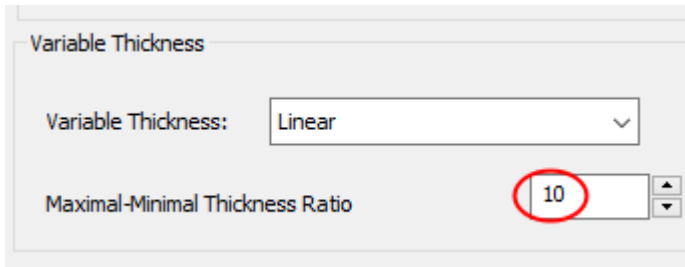 Variable Thickness
Variable Thickness: Linear
Maximal-Minimal Thickness Ratio 10